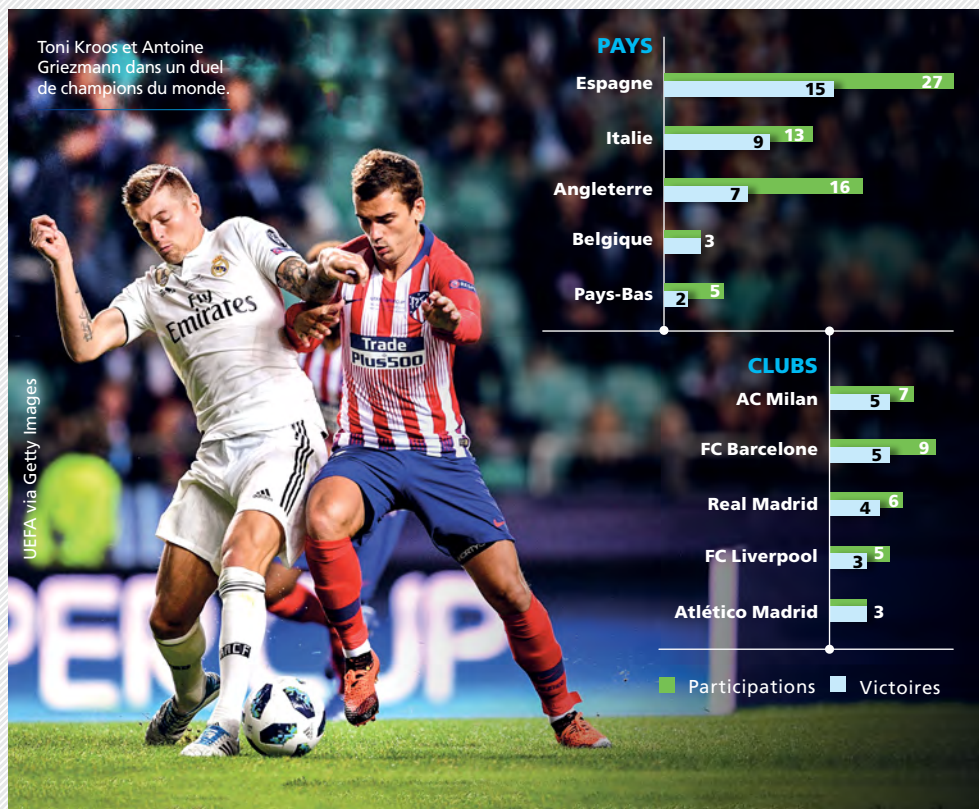 Toni Kroos et Antoine
Griezmann dans un duel
de champions du monde.
UEFA via Getty Images
Fly
Emirates
Trade
Plus500
PER CUP
PAYS
Espagne 15 27
Italie 9 13
Angleterre 7 16
Belgique 3
Pays-Bas 2 5
CLUBS
AC Milan 5 7
FC Barcelone 5 9
Real Madrid 4 6
FC Liverpool 3 5
Atlético Madrid 3
Participations Victoires